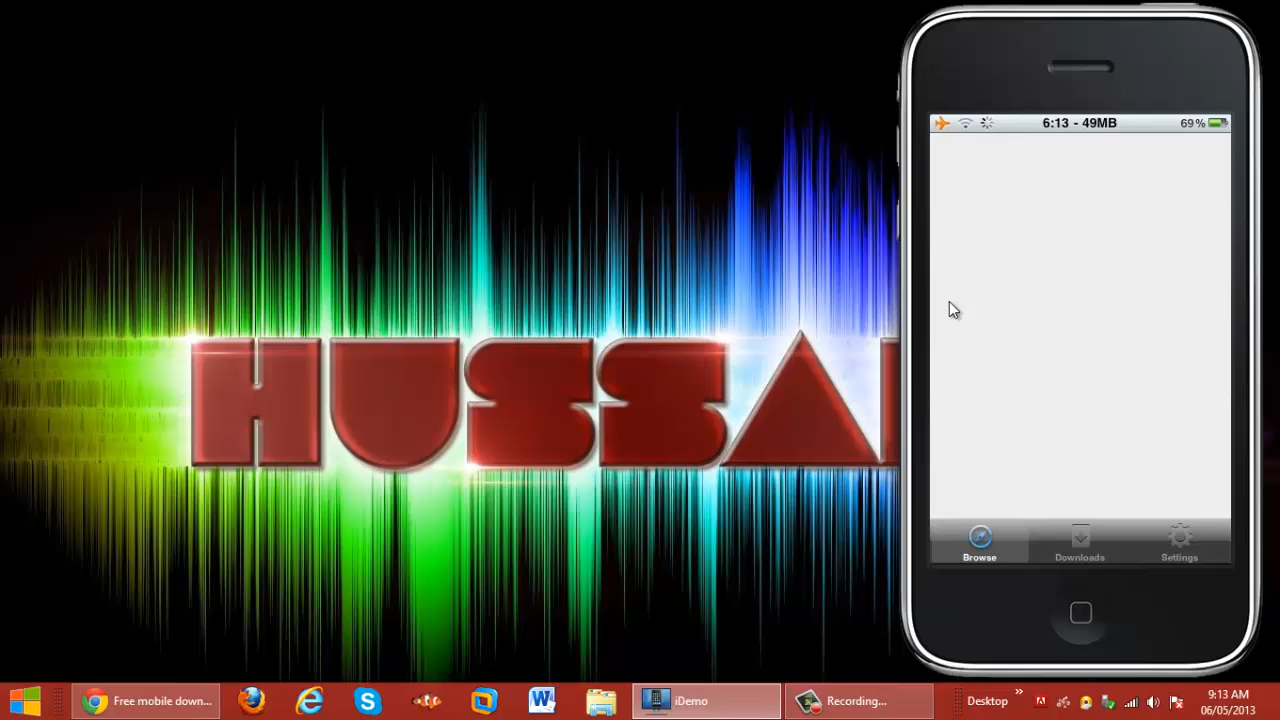 6:13 - 49MB
69%
HUSSA
Browse
Downloads
Settings
Free mobile down...
iDemo
Recording...
Desktop
»
9:13 AM
06/05/2013